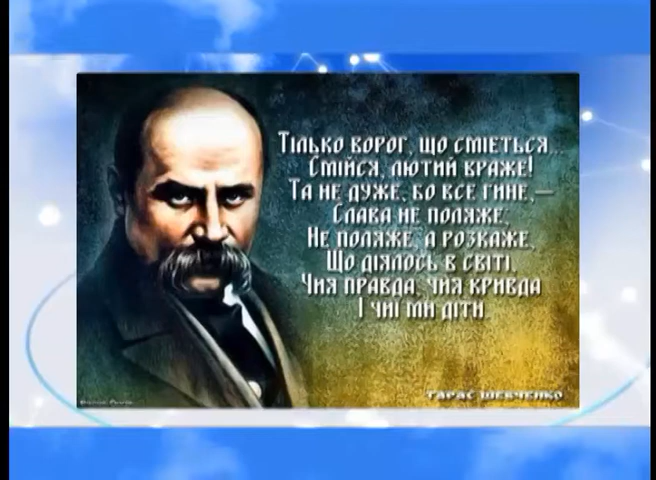 Тілько ворог, що сміється...
Смійся, лютий враже!
Та не дуже, бо все гине,—
Слава не поляже;
Не поляже, а розкаже,
Що діялось в світі,
Чия правда, чия кривда
І чиї ми діти.
Тарас Шевченко